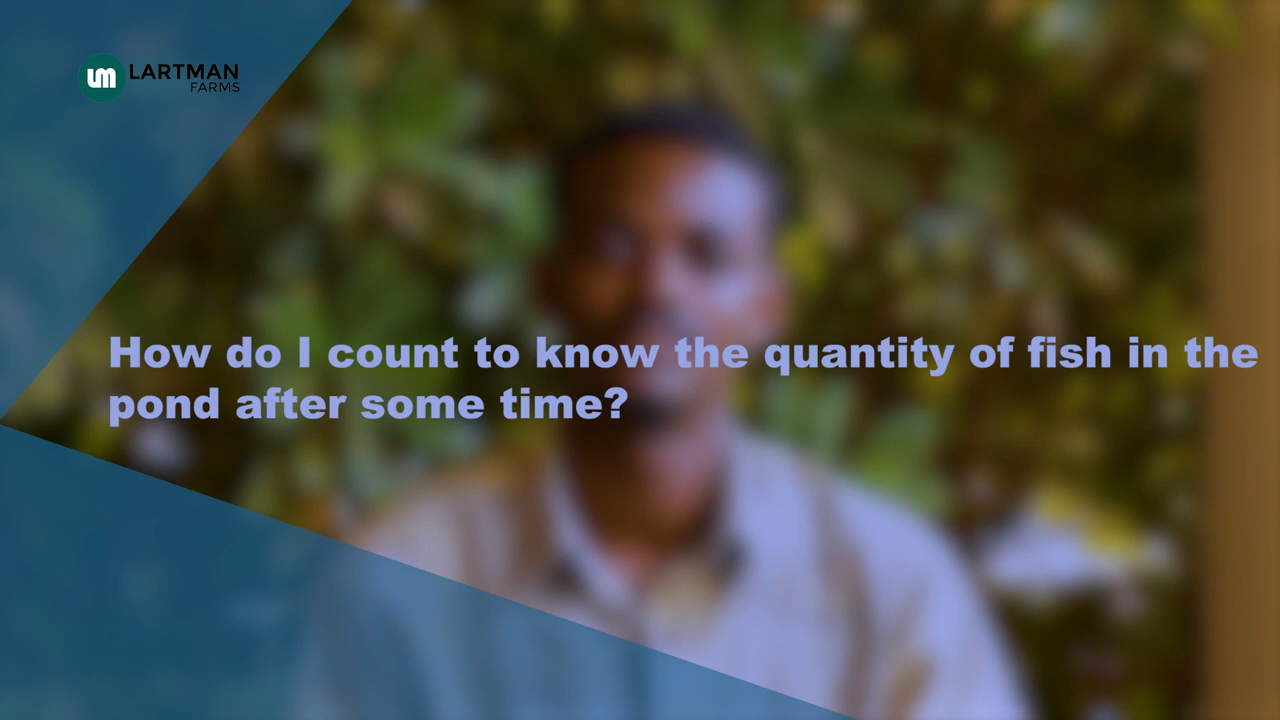 LARTMAN
FARMS
How do I count to know the quantity of fish in the
pond after some time?